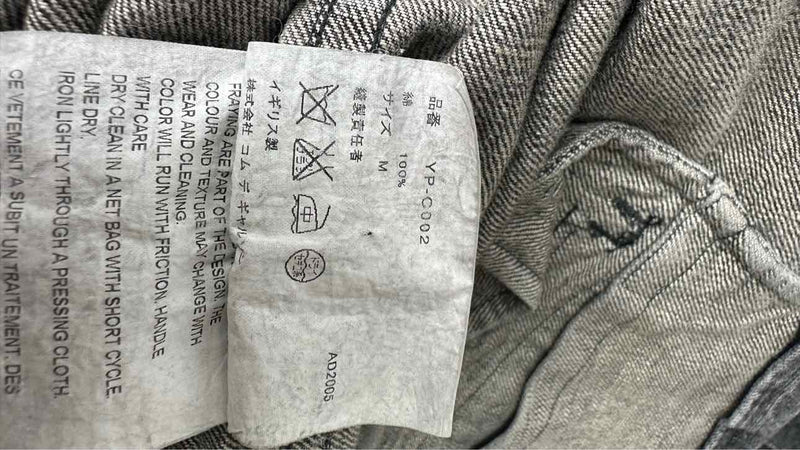 品番 YP-C002
綿 100%
サイズ M
縫製責任者
AD2005
イギリス製
株式会社 コム デ ギャルソン
FRAYING ARE PART OF THE DESIGN. THE
COLOUR AND TEXTURE MAY CHANGE WITH
WEAR AND CLEANING.
COLOR WILL RUN WITH FRICTION, HANDLE
WITH CARE
DRY CLEAN IN A NET BAG WITH SHORT CYCLE.
LINE DRY.
IRON LIGHTLY THROUGH A PRESSING CLOTH.
CE VETEMENT A SUBIT UN TRAITEMENT. DES